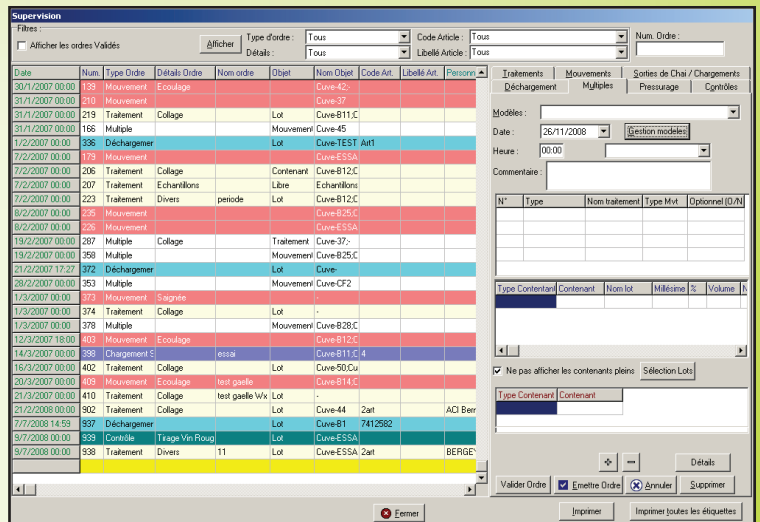 Supervision
Filtres :
Afficher les ordres Validés
Afficher
Type d'ordre : Tous
Code Article : Tous
Num. Ordre :
Détails : Tous
Libellé Article : Tous
Date Num. Type Ordre Détails Ordre Nom ordre Objet Nom Objet Code Art. Libellé Art. Personn
30/1/2007 00:00 139 Mouvement Ecoulage Cuve-42;-
31/1/2007 00:00 210 Mouvement Cuve-37
31/1/2007 00:00 219 Traitement Collage Lot Cuve-B11;C
31/1/2007 00:00 166 Multiple Mouvement Cuve-45
1/2/2007 00:00 336 Déchargemer Lot Cuve-TEST Art1
7/2/2007 00:00 179 Mouvement Cuve-ESSA
7/2/2007 00:00 206 Traitement Collage Contenant Cuve-B12;C
7/2/2007 00:00 207 Traitement Echantillons Libre Echantillons
7/2/2007 00:00 223 Traitement Divers periode Lot Cuve-B12;C
8/2/2007 00:00 235 Mouvement Cuve-B25;C
8/2/2007 00:00 226 Mouvement Cuve-ESSA
19/2/2007 00:00 287 Multiple Collage Traitement Cuve-37;-
19/2/2007 00:00 358 Multiple Mouvement Cuve-B25;C
21/2/2007 17:27 372 Déchargemer Lot Cuve-
28/2/2007 00:00 353 Multiple Mouvement Cuve-CF2
1/3/2007 00:00 373 Mouvement Saignée -
1/3/2007 00:00 374 Traitement Collage Lot -
1/3/2007 00:00 378 Multiple Mouvement Cuve-B28;C
12/3/2007 18:00 403 Mouvement Ecoulage Cuve-B12;C
14/3/2007 00:00 398 Chargement S essai Cuve-B11;C 4
16/3/2007 00:00 402 Traitement Collage Lot Cuve-50;Cu
20/3/2007 00:00 409 Mouvement Ecoulage test gaelle Cuve-B14;C
21/3/2007 00:00 410 Traitement Collage test gaelle Wx Lot -
21/2/2008 00:00 902 Traitement Collage Lot Cuve-44 2art ACI Berr
7/7/2008 14:59 937 Déchargemer Lot Cuve-B1 7412582
9/7/2008 00:00 939 Contrôle Tirage Vin Roug Lot Cuve-ESSA
9/7/2008 00:00 938 Traitement Divers 11 Lot Cuve-ESSA 2art BERGE
Traitements Mouvements Sorties de Chai / Chargements
Déchargement Multiples Pressurage Contrôles
Modèles :
Date : 26/11/2008 Gestion modeles
Heure : 00:00
Commentaire :
N° Type Nom traitement Type Mvt Optionnel (O/N
Type Contentant Contenant Nom lot Millésime % Volume N
Ne pas afficher les contenants pleins Sélection Lots
Type Contenant Contenant
+ - Détails
Valider Ordre Emettre Ordre Annuler Supprimer
Fermer Imprimer Imprimer toutes les étiquettes